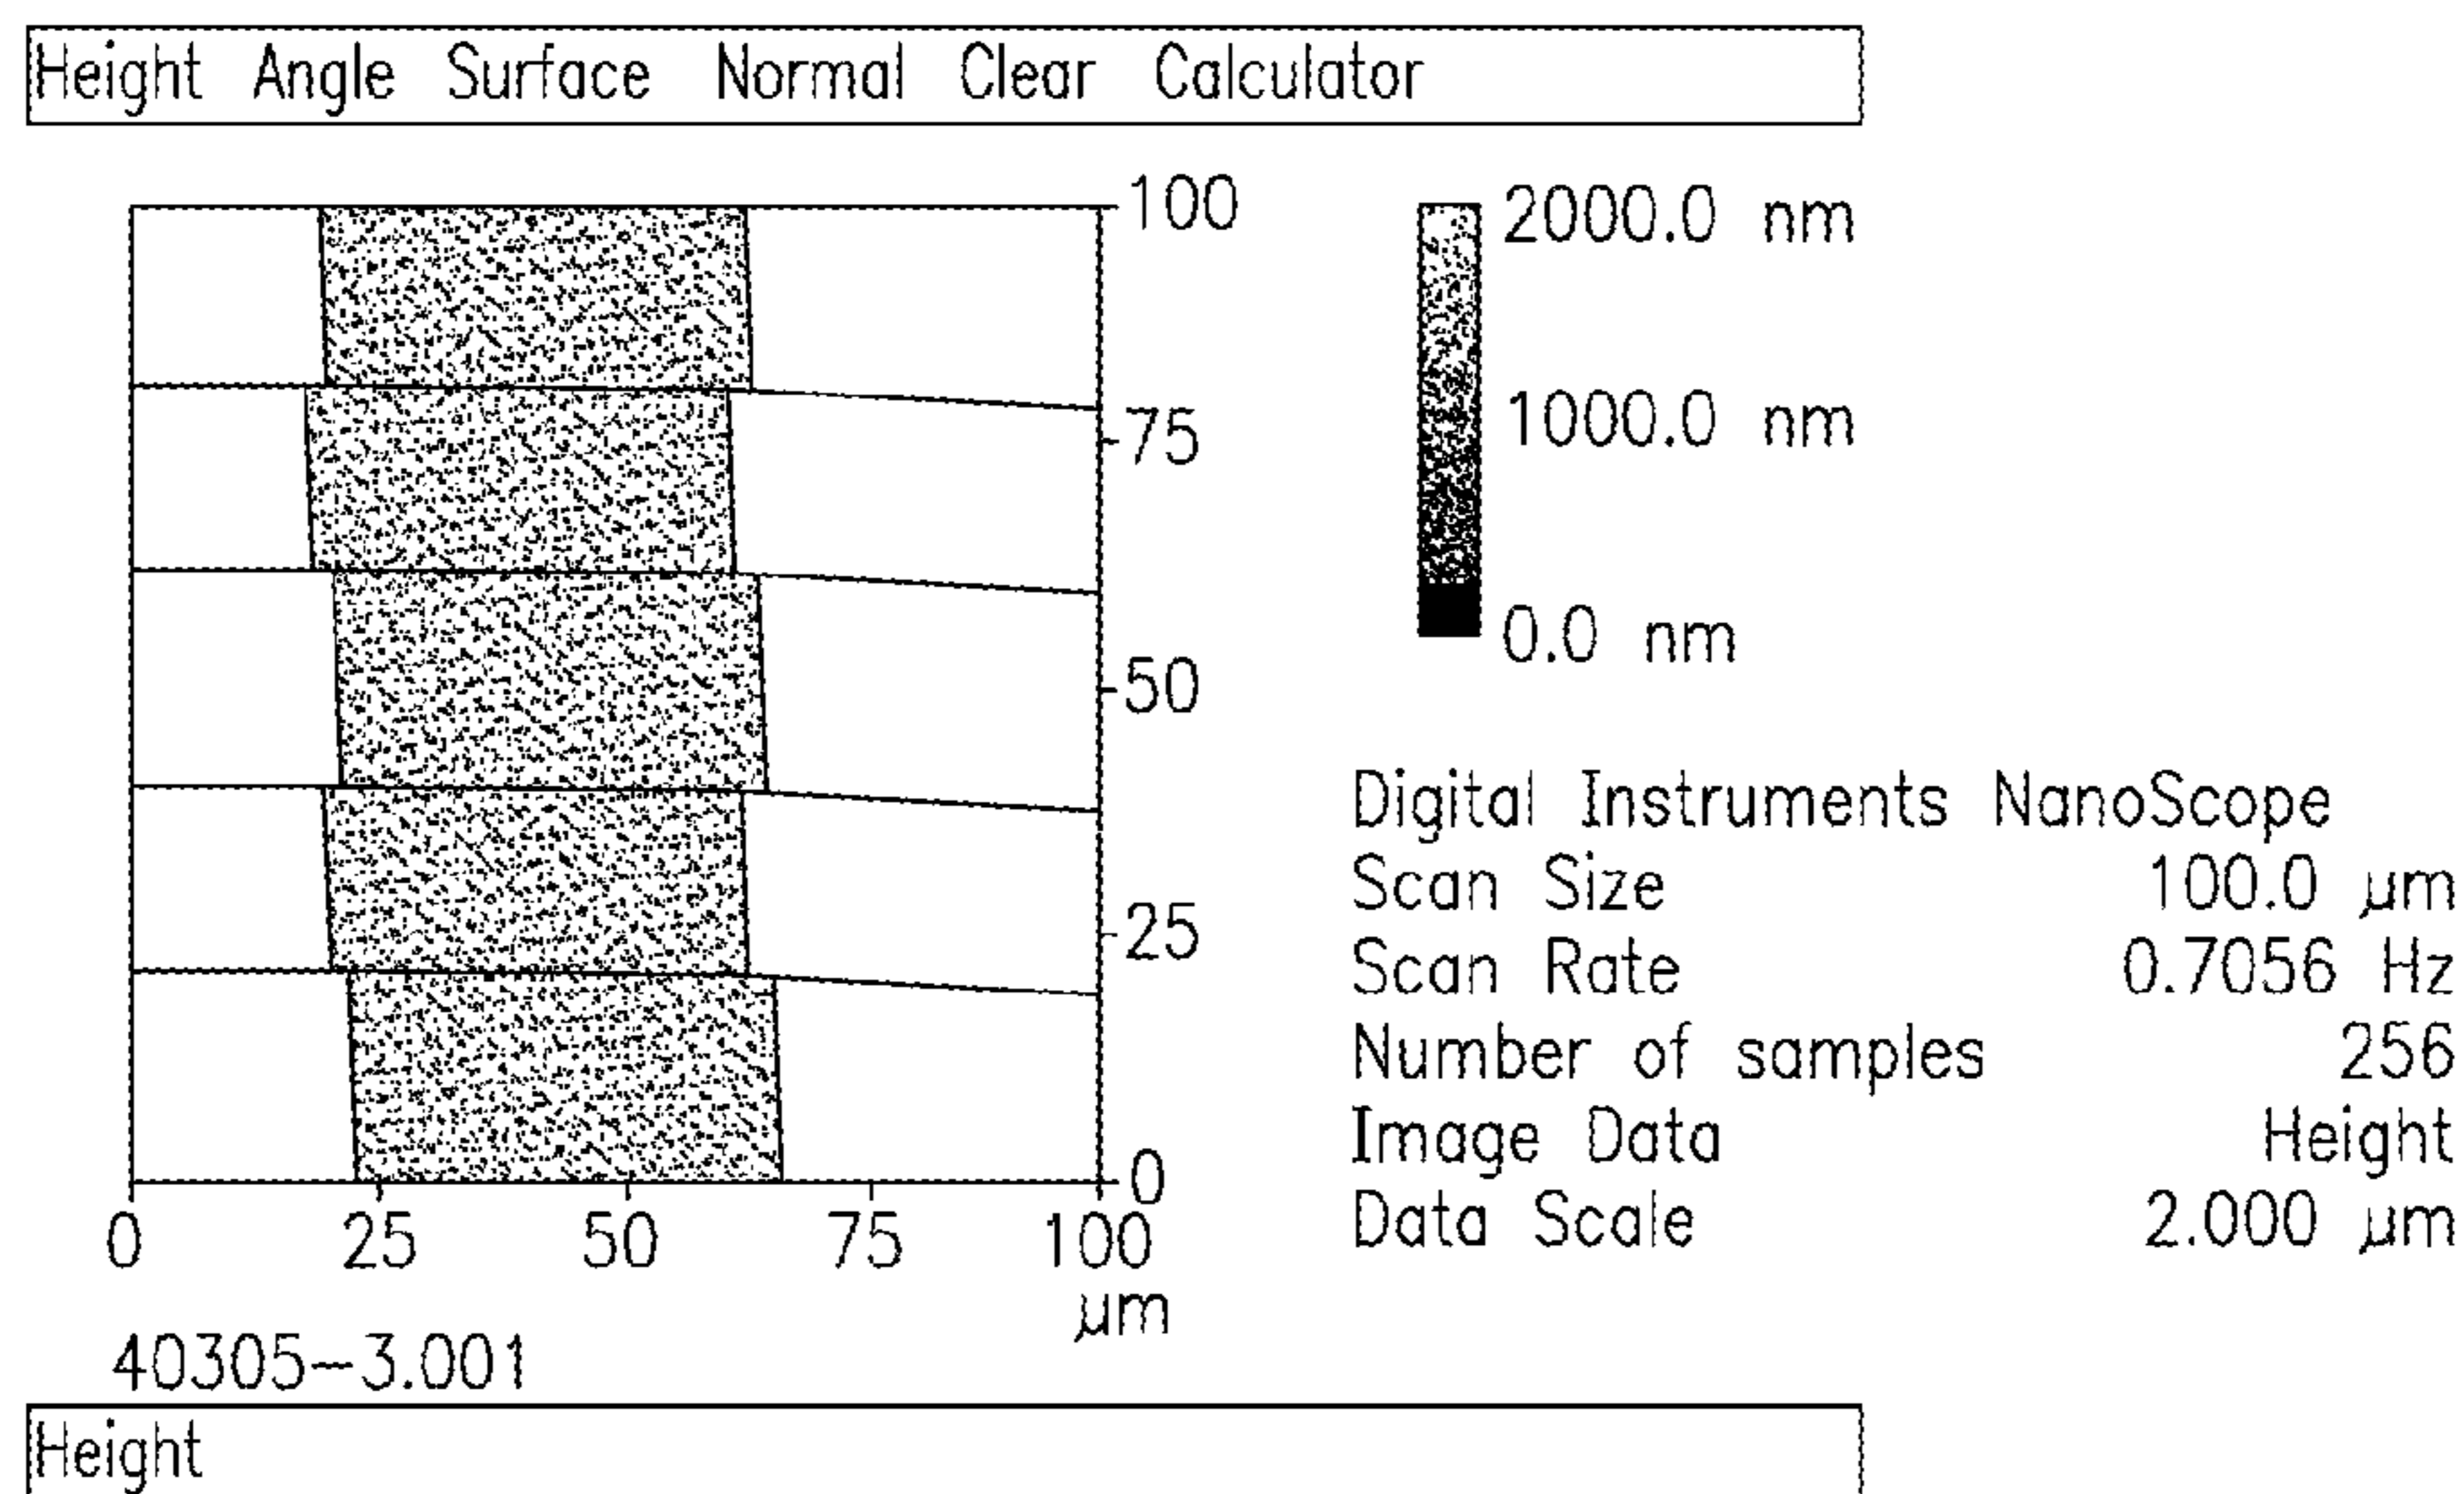 Height Angle Surface Normal Clear Calculator
100
75
50
25
0
0 25 50 75 100
µm
2000.0 nm
1000.0 nm
0.0 nm
Digital Instruments NanoScope
Scan Size 100.0 µm
Scan Rate 0.7056 Hz
Number of samples 256
Image Data Height
Data Scale 2.000 µm
40305-3.001
Height